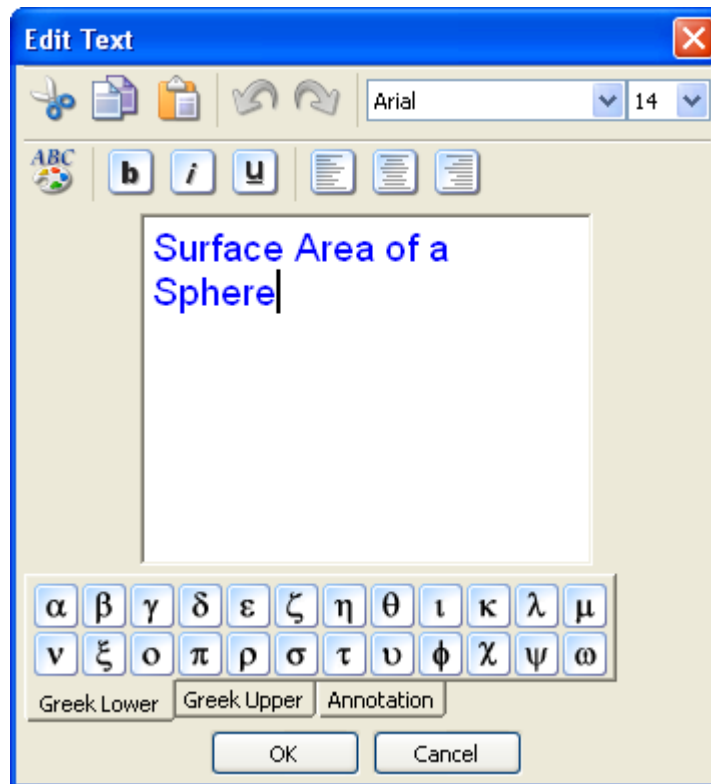 Edit Text
Arial 14
ABC
b i u
Surface Area of a
Sphere
α β γ δ ε ζ η θ ι κ λ μ
ν ξ ο π ρ σ τ υ φ χ ψ ω
Greek Lower Greek Upper Annotation
OK Cancel